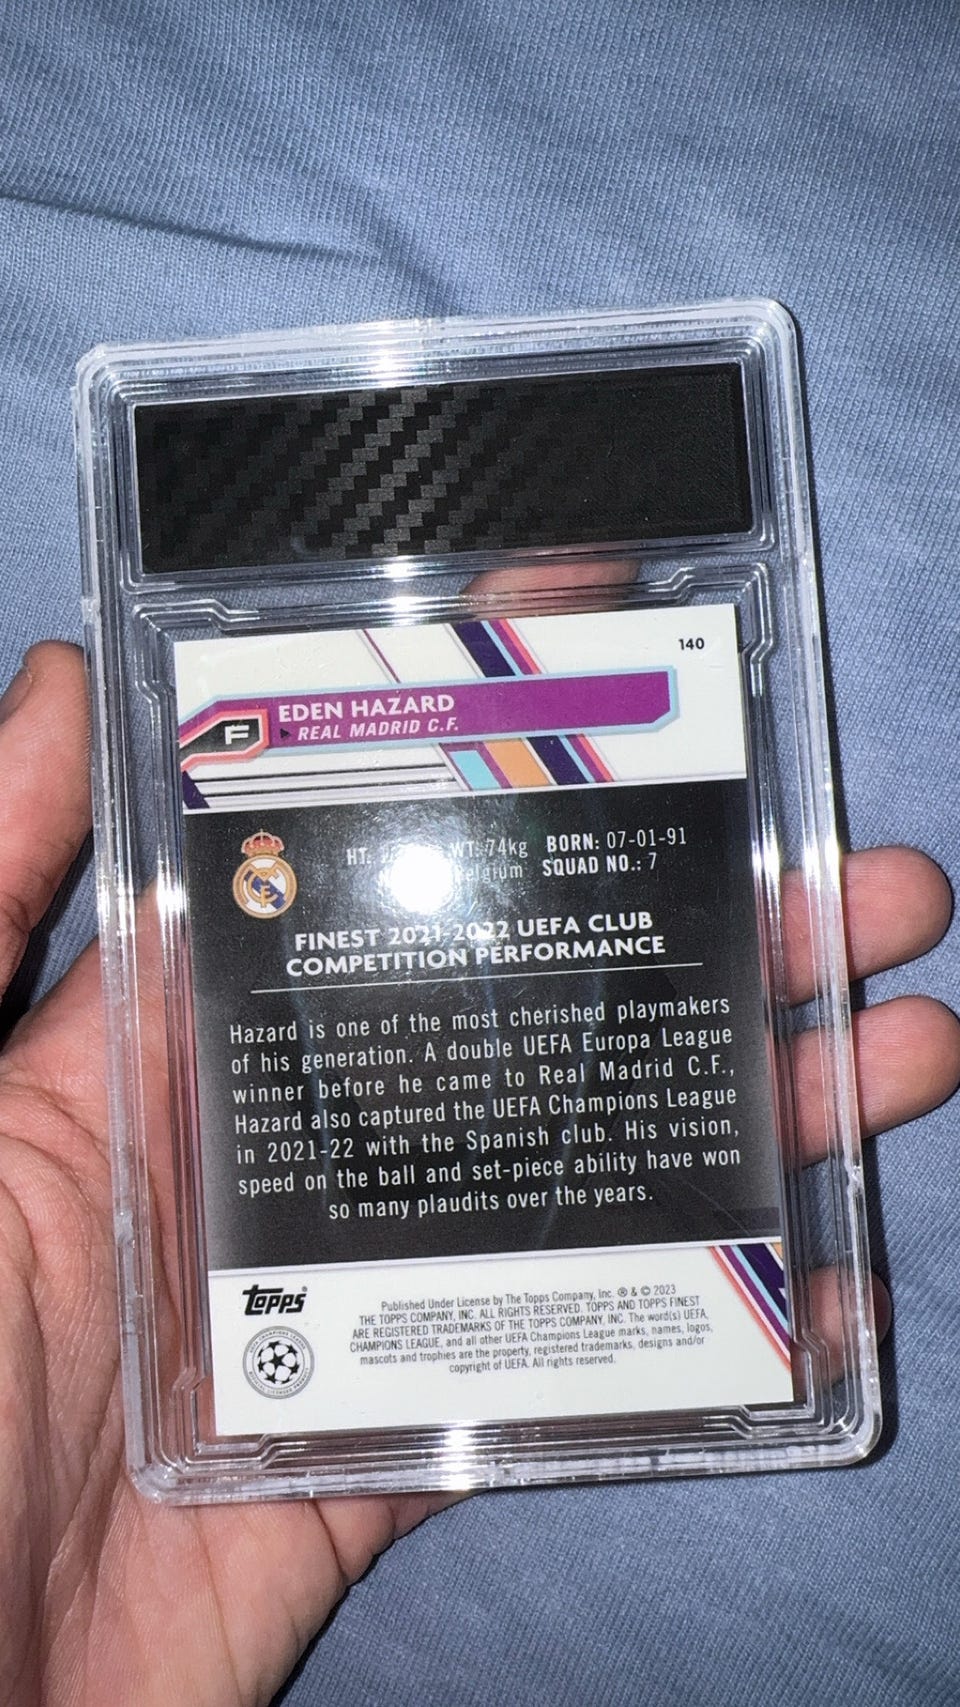 140
EDEN HAZARD
REAL MADRID C.F.
F
HT: WT: 74kg BORN: 07-01-91
SQUAD NO.: 7
FINEST 2021-2022 UEFA CLUB
COMPETITION PERFORMANCE
Hazard is one of the most cherished playmakers
of his generation. A double UEFA Europa League
winner before he came to Real Madrid C.F.,
Hazard also captured the UEFA Champions League
in 2021-22 with the Spanish club. His vision,
speed on the ball and set-piece ability have won
so many plaudits over the years.
Topps
Published Under License by The Topps Company, Inc. ® & © 2023
THE TOPPS COMPANY, INC. ALL RIGHTS RESERVED. TOPPS AND TOPPS FINEST
ARE REGISTERED TRADEMARKS OF THE TOPPS COMPANY, INC. The word(s) UEFA,
CHAMPIONS LEAGUE, and all other UEFA Champions League marks, names, logos,
mascots and trophies are the property, registered trademarks, designs and/or
copyright of UEFA. All rights reserved.